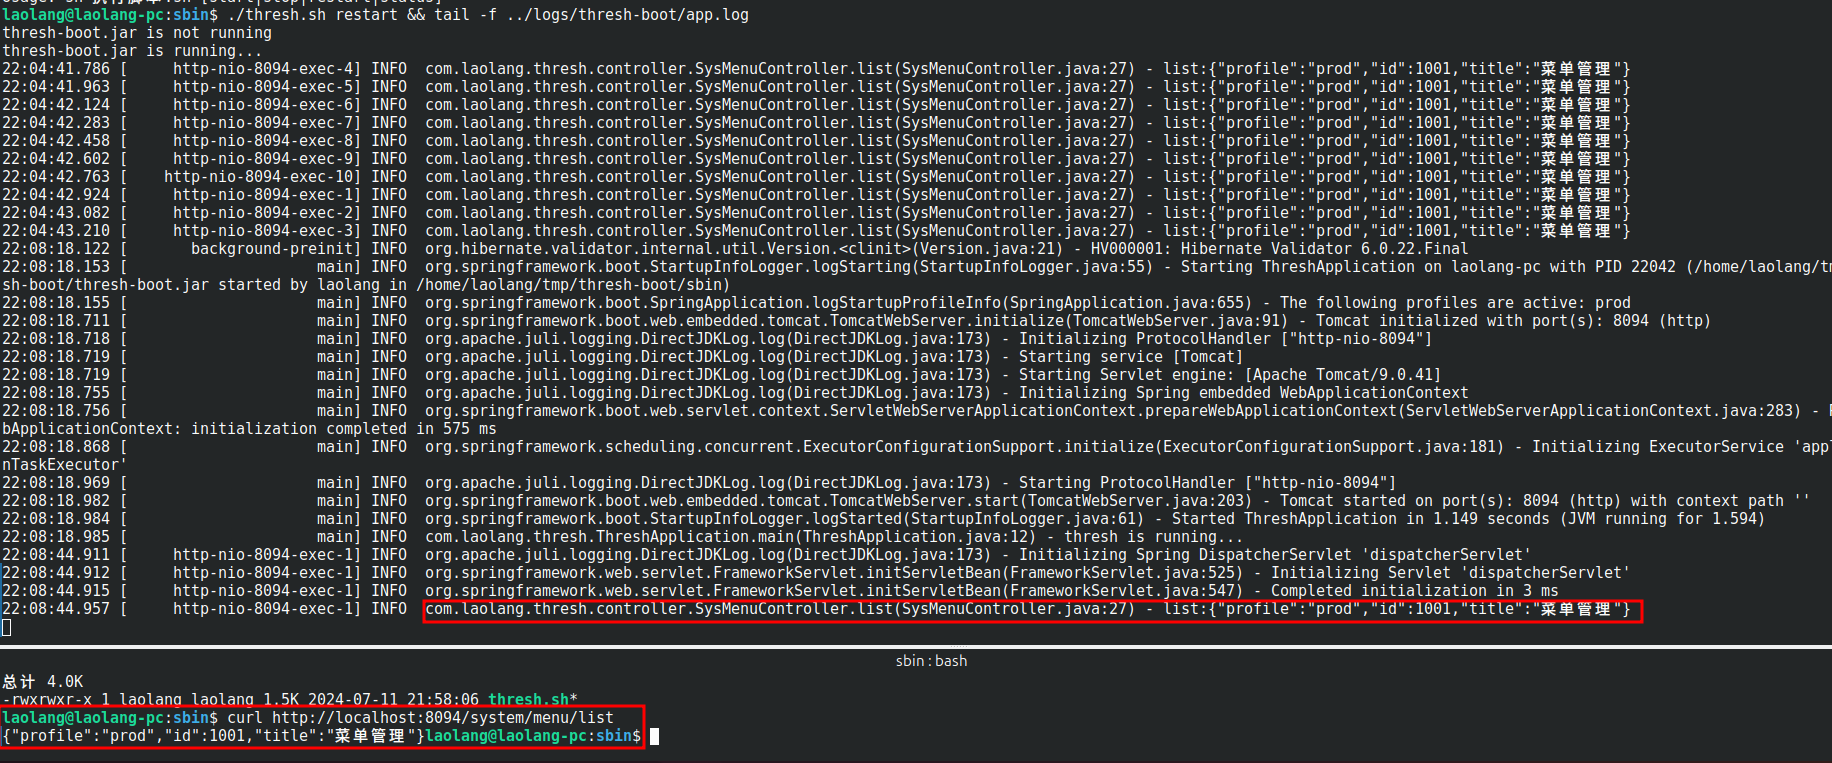 laolang@laolang-pc:sbin$ ./thresh.sh restart && tail -f ../logs/thresh-boot/app.log
thresh-boot.jar is not running
thresh-boot.jar is running...
22:04:41.786 [     http-nio-8094-exec-4] INFO  com.laolang.thresh.controller.SysMenuController.list(SysMenuController.java:27) - list:{"profile":"prod","id":1001,"title":"菜单管理"}
22:04:41.963 [     http-nio-8094-exec-5] INFO  com.laolang.thresh.controller.SysMenuController.list(SysMenuController.java:27) - list:{"profile":"prod","id":1001,"title":"菜单管理"}
22:04:42.124 [     http-nio-8094-exec-6] INFO  com.laolang.thresh.controller.SysMenuController.list(SysMenuController.java:27) - list:{"profile":"prod","id":1001,"title":"菜单管理"}
22:04:42.283 [     http-nio-8094-exec-7] INFO  com.laolang.thresh.controller.SysMenuController.list(SysMenuController.java:27) - list:{"profile":"prod","id":1001,"title":"菜单管理"}
22:04:42.458 [     http-nio-8094-exec-8] INFO  com.laolang.thresh.controller.SysMenuController.list(SysMenuController.java:27) - list:{"profile":"prod","id":1001,"title":"菜单管理"}
22:04:42.602 [     http-nio-8094-exec-9] INFO  com.laolang.thresh.controller.SysMenuController.list(SysMenuController.java:27) - list:{"profile":"prod","id":1001,"title":"菜单管理"}
22:04:42.763 [    http-nio-8094-exec-10] INFO  com.laolang.thresh.controller.SysMenuController.list(SysMenuController.java:27) - list:{"profile":"prod","id":1001,"title":"菜单管理"}
22:04:42.924 [     http-nio-8094-exec-1] INFO  com.laolang.thresh.controller.SysMenuController.list(SysMenuController.java:27) - list:{"profile":"prod","id":1001,"title":"菜单管理"}
22:04:43.082 [     http-nio-8094-exec-2] INFO  com.laolang.thresh.controller.SysMenuController.list(SysMenuController.java:27) - list:{"profile":"prod","id":1001,"title":"菜单管理"}
22:04:43.210 [     http-nio-8094-exec-3] INFO  com.laolang.thresh.controller.SysMenuController.list(SysMenuController.java:27) - list:{"profile":"prod","id":1001,"title":"菜单管理"}
22:08:18.122 [       background-preinit] INFO  org.hibernate.validator.internal.util.Version.<clinit>(Version.java:21) - HV000001: Hibernate Validator 6.0.22.Final
22:08:18.153 [                     main] INFO  org.springframework.boot.StartupInfoLogger.logStarting(StartupInfoLogger.java:55) - Starting ThreshApplication on laolang-pc with PID 22042 (/home/laolang/tm
sh-boot/thresh-boot.jar started by laolang in /home/laolang/tmp/thresh-boot/sbin)
22:08:18.155 [                     main] INFO  org.springframework.boot.SpringApplication.logStartupProfileInfo(SpringApplication.java:655) - The following profiles are active: prod
22:08:18.711 [                     main] INFO  org.springframework.boot.web.embedded.tomcat.TomcatWebServer.initialize(TomcatWebServer.java:91) - Tomcat initialized with port(s): 8094 (http)
22:08:18.718 [                     main] INFO  org.apache.juli.logging.DirectJDKLog.log(DirectJDKLog.java:173) - Initializing ProtocolHandler ["http-nio-8094"]
22:08:18.719 [                     main] INFO  org.apache.juli.logging.DirectJDKLog.log(DirectJDKLog.java:173) - Starting service [Tomcat]
22:08:18.719 [                     main] INFO  org.apache.juli.logging.DirectJDKLog.log(DirectJDKLog.java:173) - Starting Servlet engine: [Apache Tomcat/9.0.41]
22:08:18.755 [                     main] INFO  org.apache.juli.logging.DirectJDKLog.log(DirectJDKLog.java:173) - Initializing Spring embedded WebApplicationContext
22:08:18.756 [                     main] INFO  org.springframework.boot.web.servlet.context.ServletWebServerApplicationContext.prepareWebApplicationContext(ServletWebServerApplicationContext.java:283) -
bApplicationContext: initialization completed in 575 ms
22:08:18.868 [                     main] INFO  org.springframework.scheduling.concurrent.ExecutorConfigurationSupport.initialize(ExecutorConfigurationSupport.java:181) - Initializing ExecutorService 'appl
nTaskExecutor'
22:08:18.969 [                     main] INFO  org.apache.juli.logging.DirectJDKLog.log(DirectJDKLog.java:173) - Starting ProtocolHandler ["http-nio-8094"]
22:08:18.982 [                     main] INFO  org.springframework.boot.web.embedded.tomcat.TomcatWebServer.start(TomcatWebServer.java:203) - Tomcat started on port(s): 8094 (http) with context path ''
22:08:18.984 [                     main] INFO  org.springframework.boot.StartupInfoLogger.logStarted(StartupInfoLogger.java:61) - Started ThreshApplication in 1.149 seconds (JVM running for 1.594)
22:08:18.985 [                     main] INFO  com.laolang.thresh.ThreshApplication.main(ThreshApplication.java:12) - thresh is running...
22:08:44.911 [     http-nio-8094-exec-1] INFO  org.apache.juli.logging.DirectJDKLog.log(DirectJDKLog.java:173) - Initializing Spring DispatcherServlet 'dispatcherServlet'
22:08:44.912 [     http-nio-8094-exec-1] INFO  org.springframework.web.servlet.FrameworkServlet.initServletBean(FrameworkServlet.java:525) - Initializing Servlet 'dispatcherServlet'
22:08:44.915 [     http-nio-8094-exec-1] INFO  org.springframework.web.servlet.FrameworkServlet.initServletBean(FrameworkServlet.java:547) - Completed initialization in 3 ms
22:08:44.957 [     http-nio-8094-exec-1] INFO  com.laolang.thresh.controller.SysMenuController.list(SysMenuController.java:27) - list:{"profile":"prod","id":1001,"title":"菜单管理"}
sbin : bash
总计 4.0K
-rwxrwxr-x 1 laolang laolang 1.5K 2024-07-11 21:58:06 thresh.sh*
laolang@laolang-pc:sbin$ curl http://localhost:8094/system/menu/list
{"profile":"prod","id":1001,"title":"菜单管理"}laolang@laolang-pc:sbin$